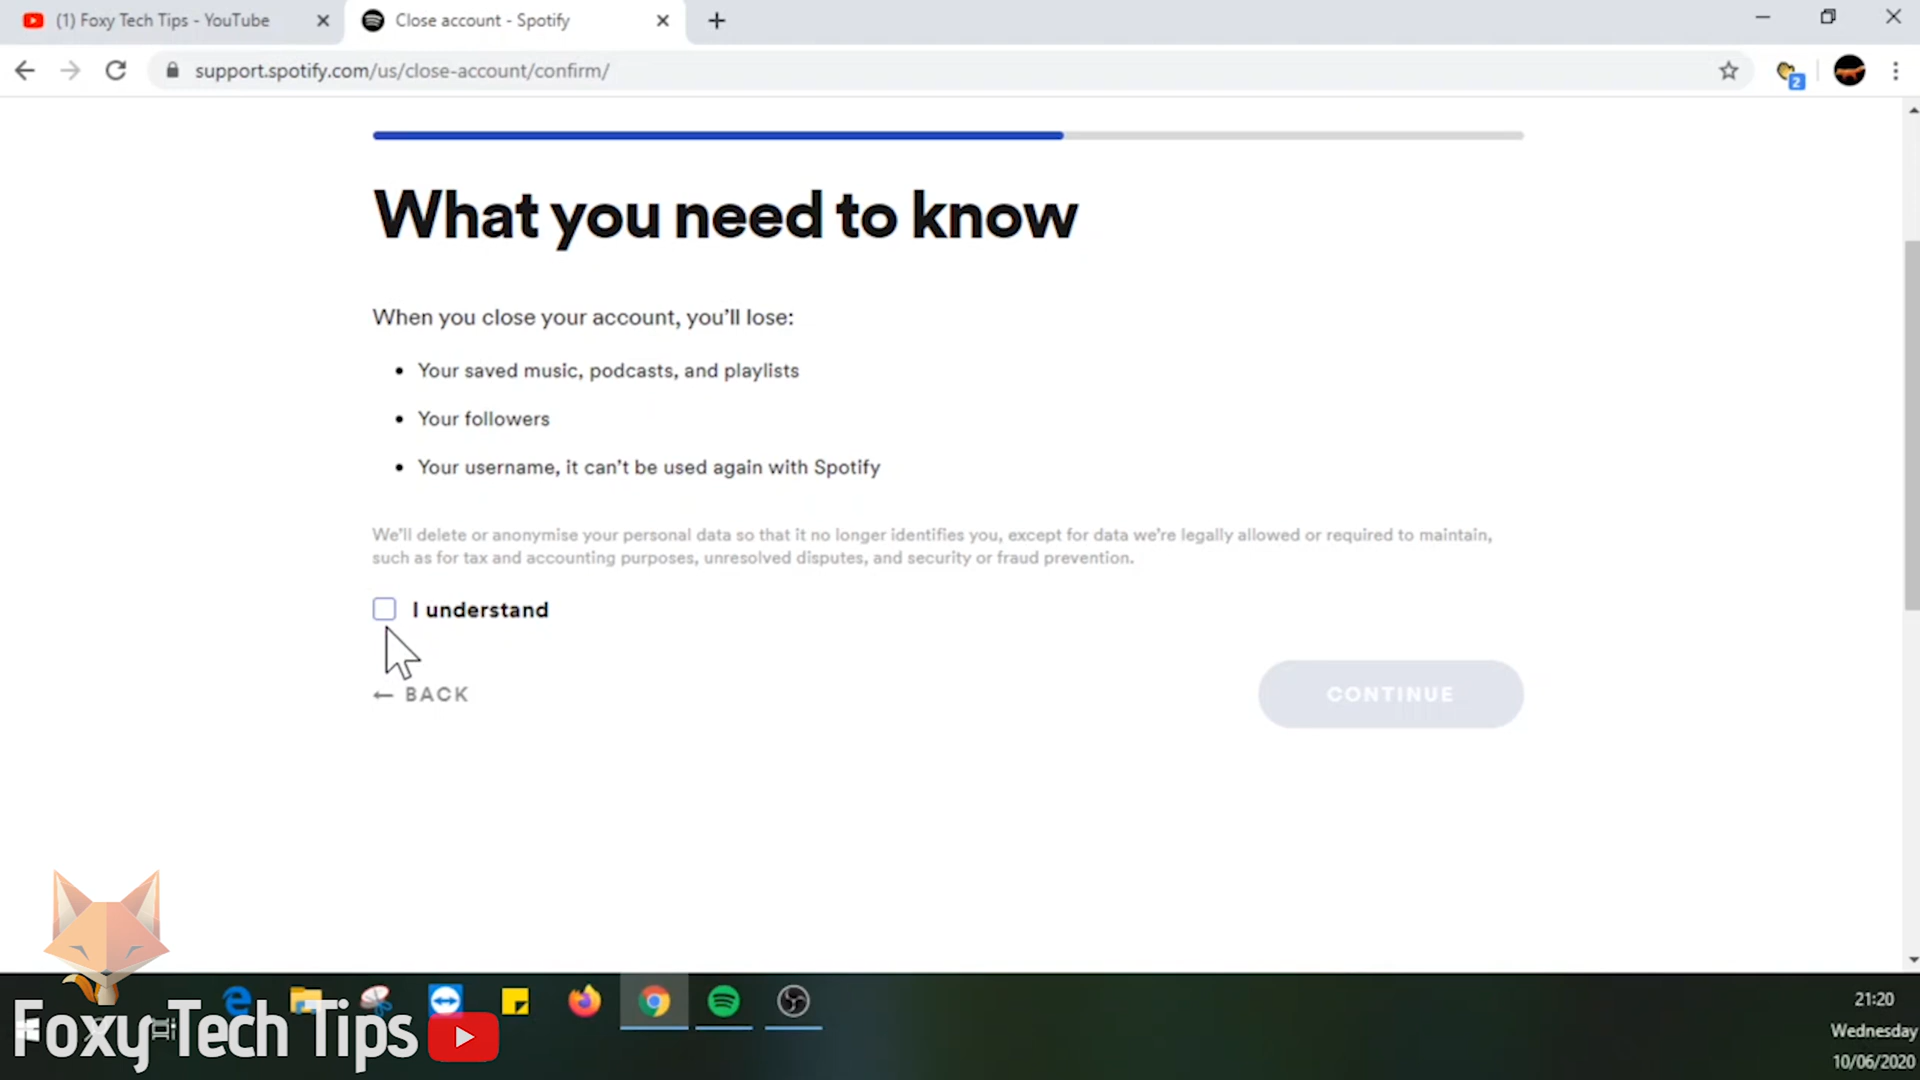 (1) Foxy Tech Tips - YouTube
Close account - Spotify
support.spotify.com/us/close-account/confirm/
2
What you need to know
When you close your account, you'll lose:
• Your saved music, podcasts, and playlists
• Your followers
• Your username, it can't be used again with Spotify
We'll delete or anonymise your personal data so that it no longer identifies you, except for data we're legally allowed or required to maintain,
such as for tax and accounting purposes, unresolved disputes, and security or fraud prevention.
I understand
← BACK
CONTINUE
Foxy Tech Tips
21:20
Wednesday
10/06/2020